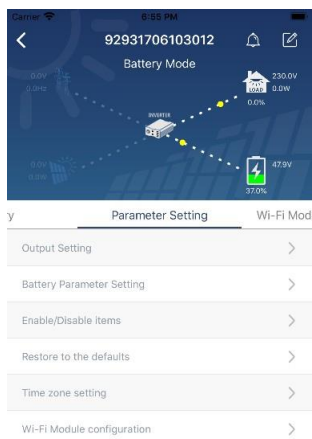 Carrier 6:55 PM
92931706103012
Battery Mode
0.0V
0.0Hz
230.0V
LOAD 0.0W
0.0%
INVERTER
0.0V
0.0W
47.9V
37.0%
y Parameter Setting Wi-Fi Mod
Output Setting
Battery Parameter Setting
Enable/Disable items
Restore to the defaults
Time zone setting
Wi-Fi Module configuration